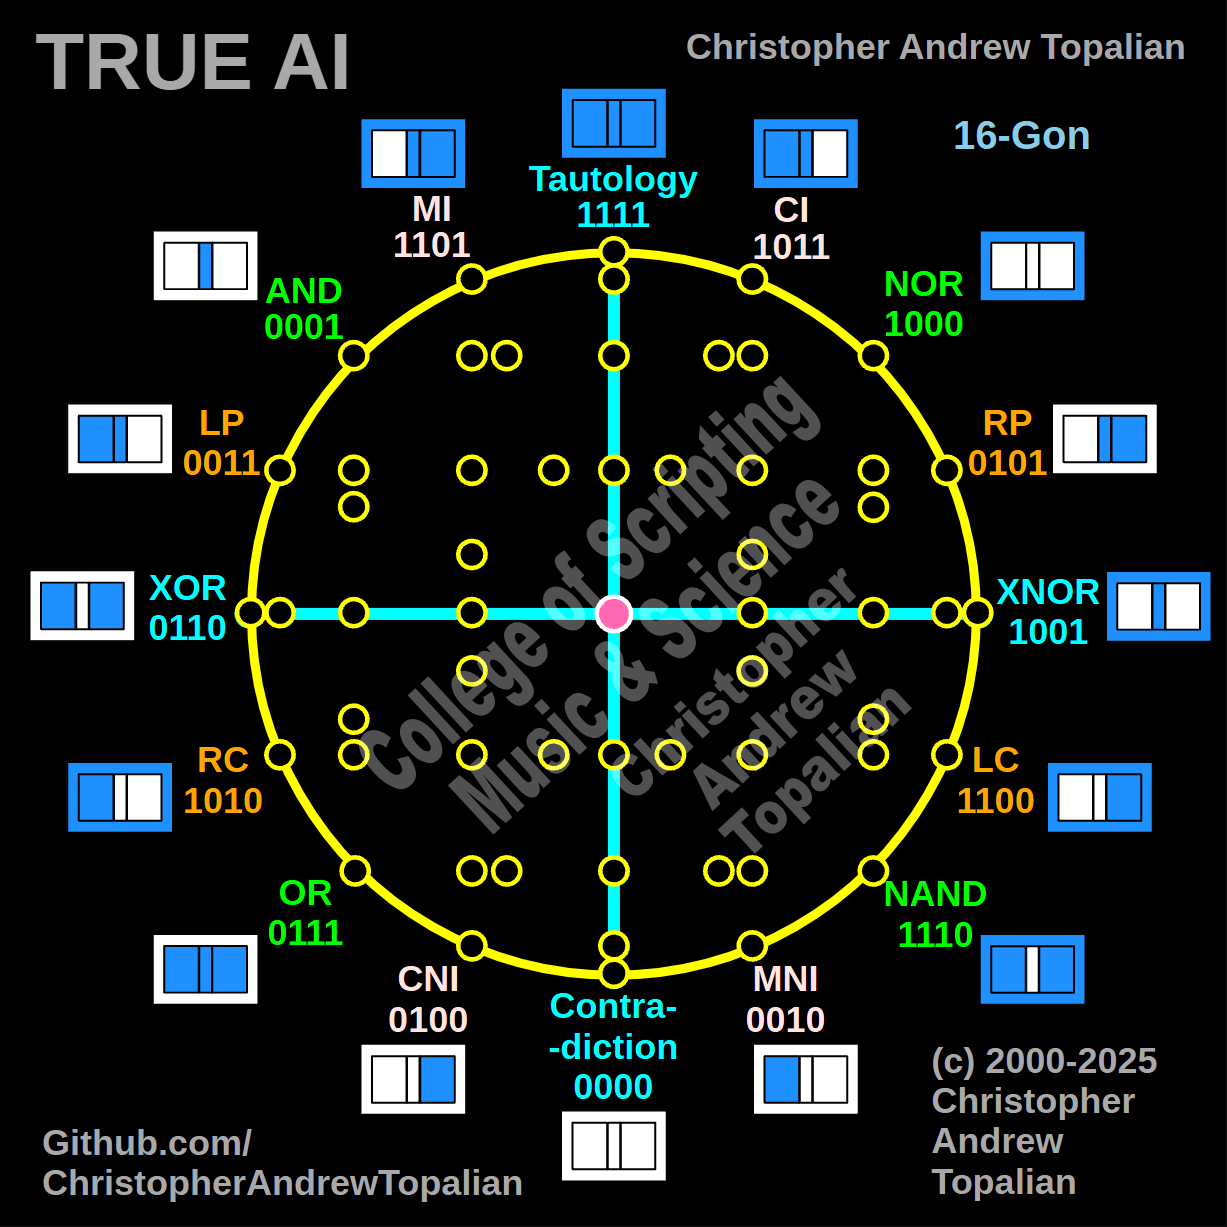 TRUE AI
Christopher Andrew Topalian
16-Gon
Tautology
1111
MI
1101
CI
1011
AND
0001
NOR
1000
LP
0011
RP
0101
XOR
0110
XNOR
1001
RC
1010
LC
1100
OR
0111
NAND
1110
CNI
0100
MNI
0010
Contra-
-diction
0000
College of Scripting
Music & Science
Christopher
Andrew
Topalian
Github.com/
ChristopherAndrewTopalian
(c) 2000-2025
Christopher
Andrew
Topalian